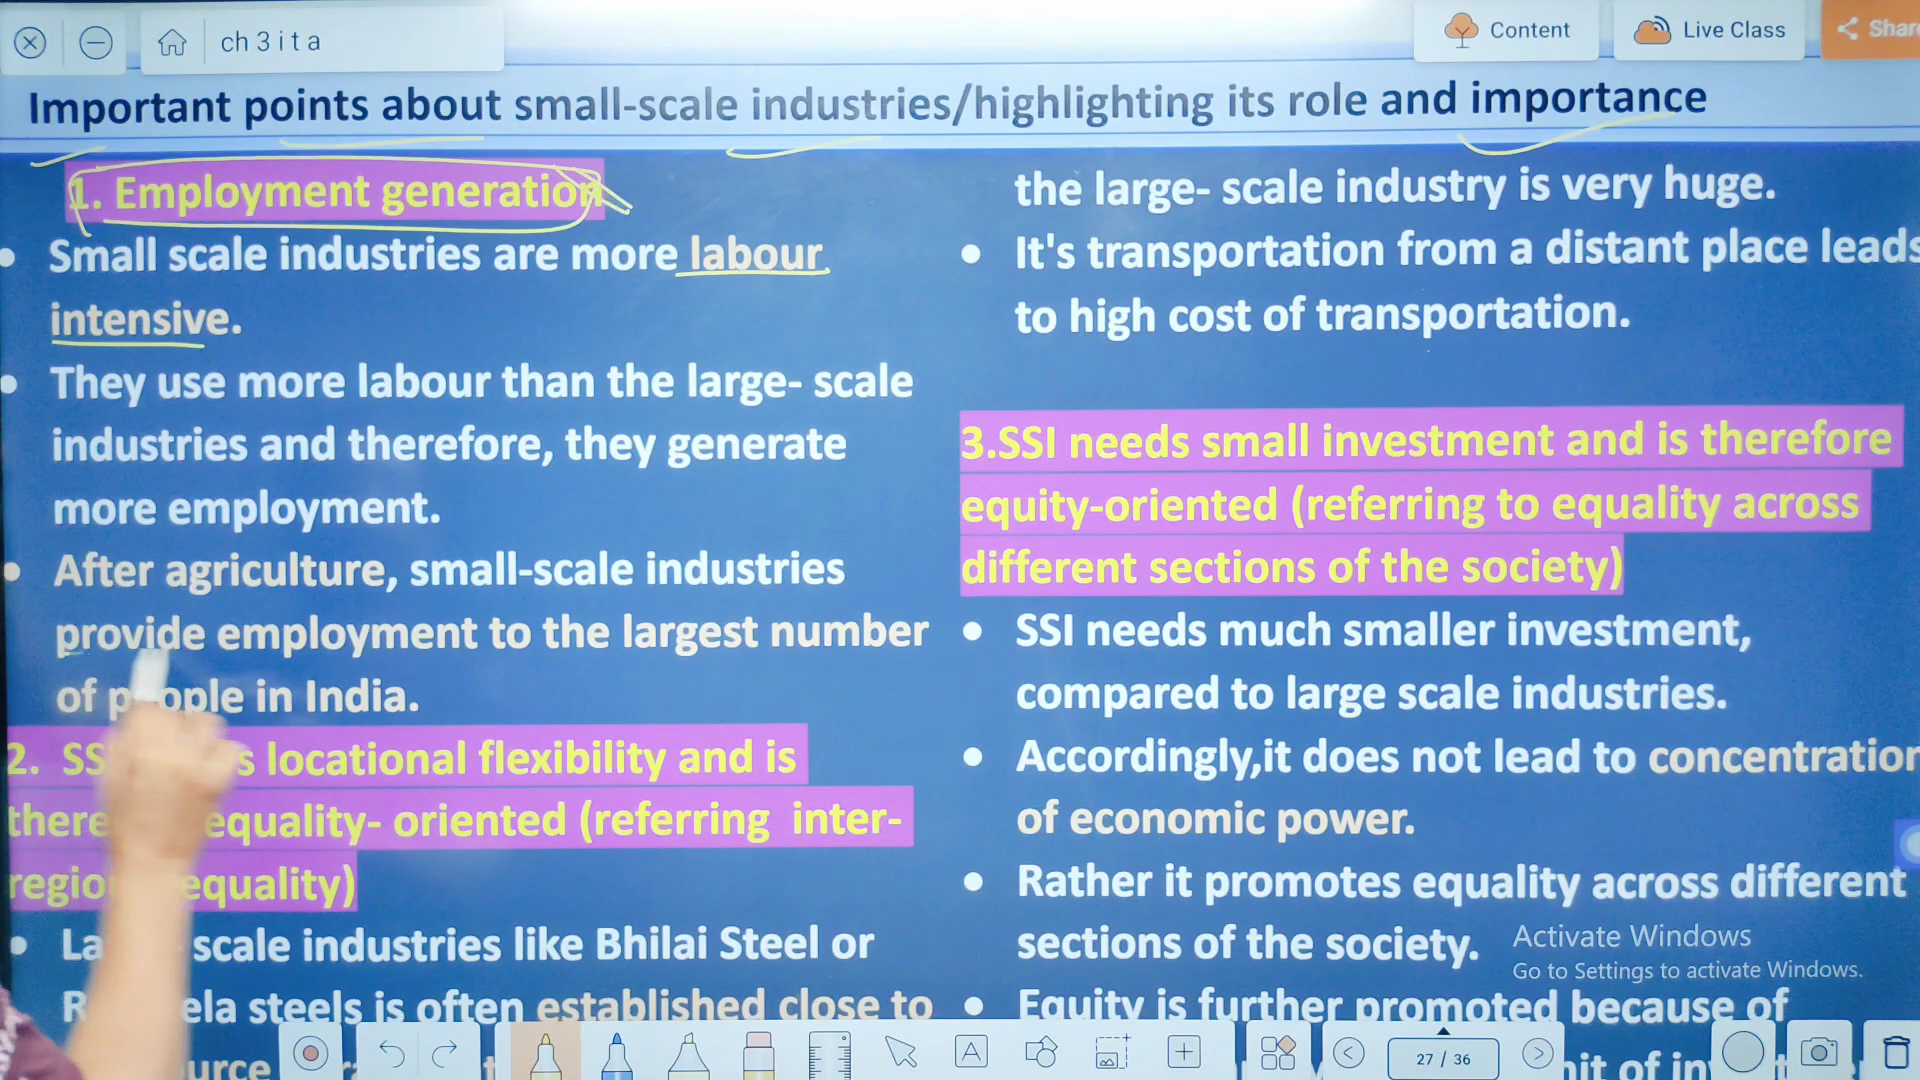 ch 3 i t a
Content
Live Class
Share
Important points about small-scale industries/highlighting its role and importance
1. Employment generation
• Small scale industries are more labour
intensive.
• They use more labour than the large- scale
industries and therefore, they generate
more employment.
• After agriculture, small-scale industries
provide employment to the largest number
of people in India.
2. locational flexibility and is
equality- oriented (referring inter-
equality)
• scale industries like Bhilai Steel or
steels is often established close to
the large- scale industry is very huge.
• It's transportation from a distant place leads
to high cost of transportation.
3.SSI needs small investment and is therefore
equity-oriented (referring to equality across
different sections of the society)
• SSI needs much smaller investment,
compared to large scale industries.
• Accordingly,it does not lead to concentration
of economic power.
• Rather it promotes equality across different
sections of the society.
• Equity is further promoted because of
Activate Windows
Go to Settings to activate Windows.
A
27 / 36